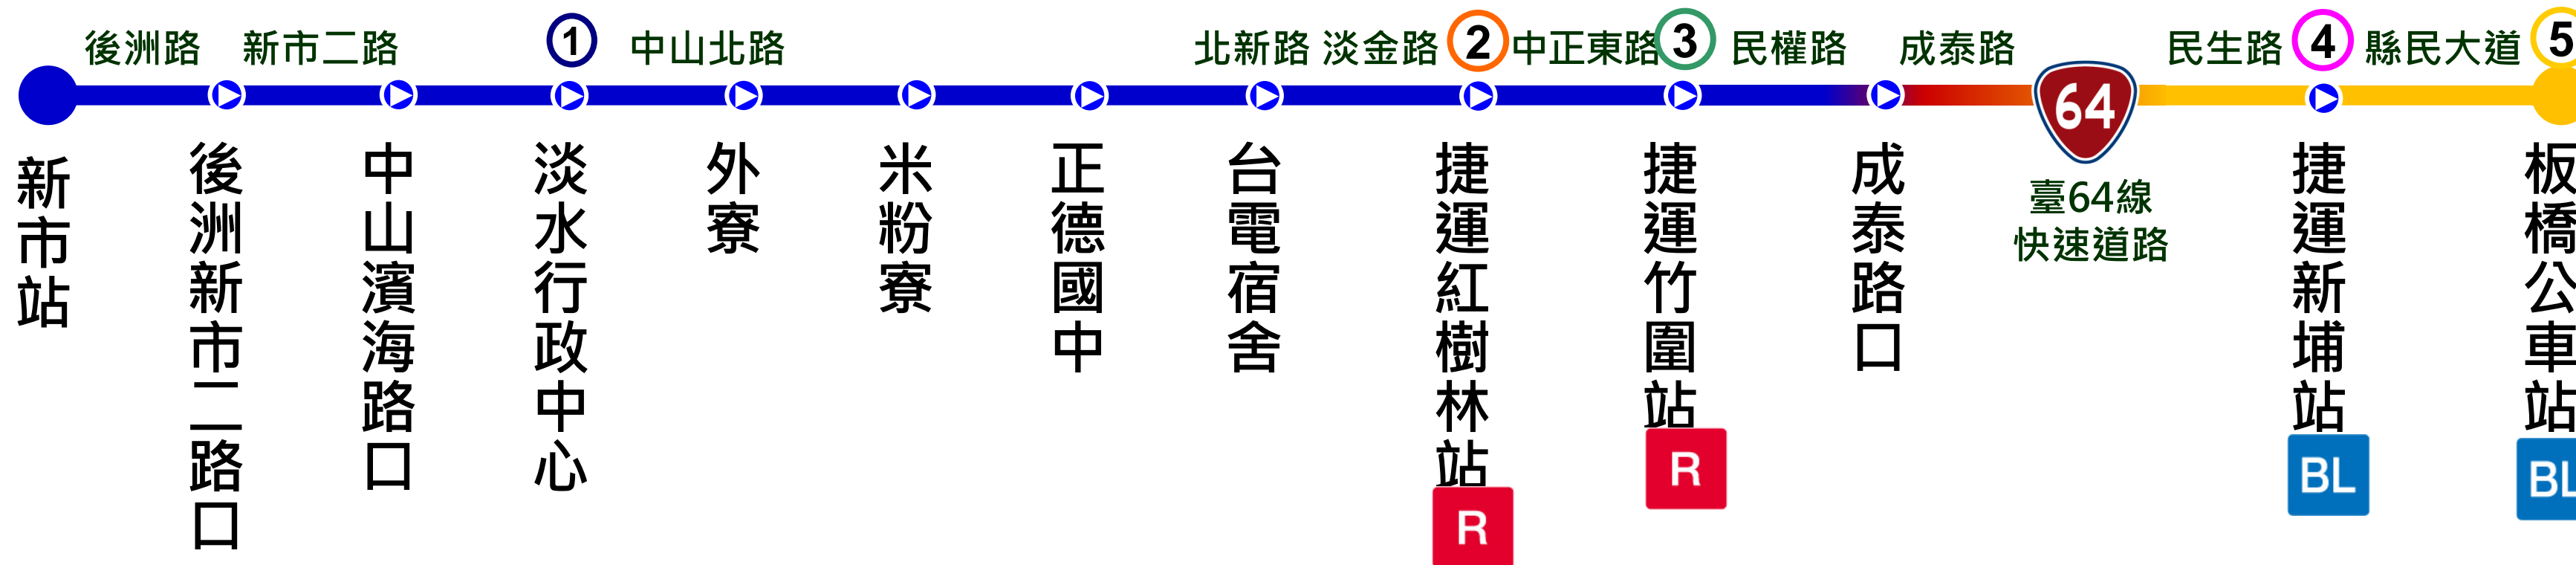 後洲路 新市二路 1 中山北路 北新路 淡金路 2 中正東路 3 民權路 成泰路 民生路 4 縣民大道 5
64
臺64線
快速道路
新市站
後洲新市二路口
中山濱海路口
淡水行政中心
外寮
米粉寮
正德國中
台電宿舍
捷運紅樹林站
R
捷運竹圍站
R
成泰路口
捷運新埔站
BL
板橋公車站
BL